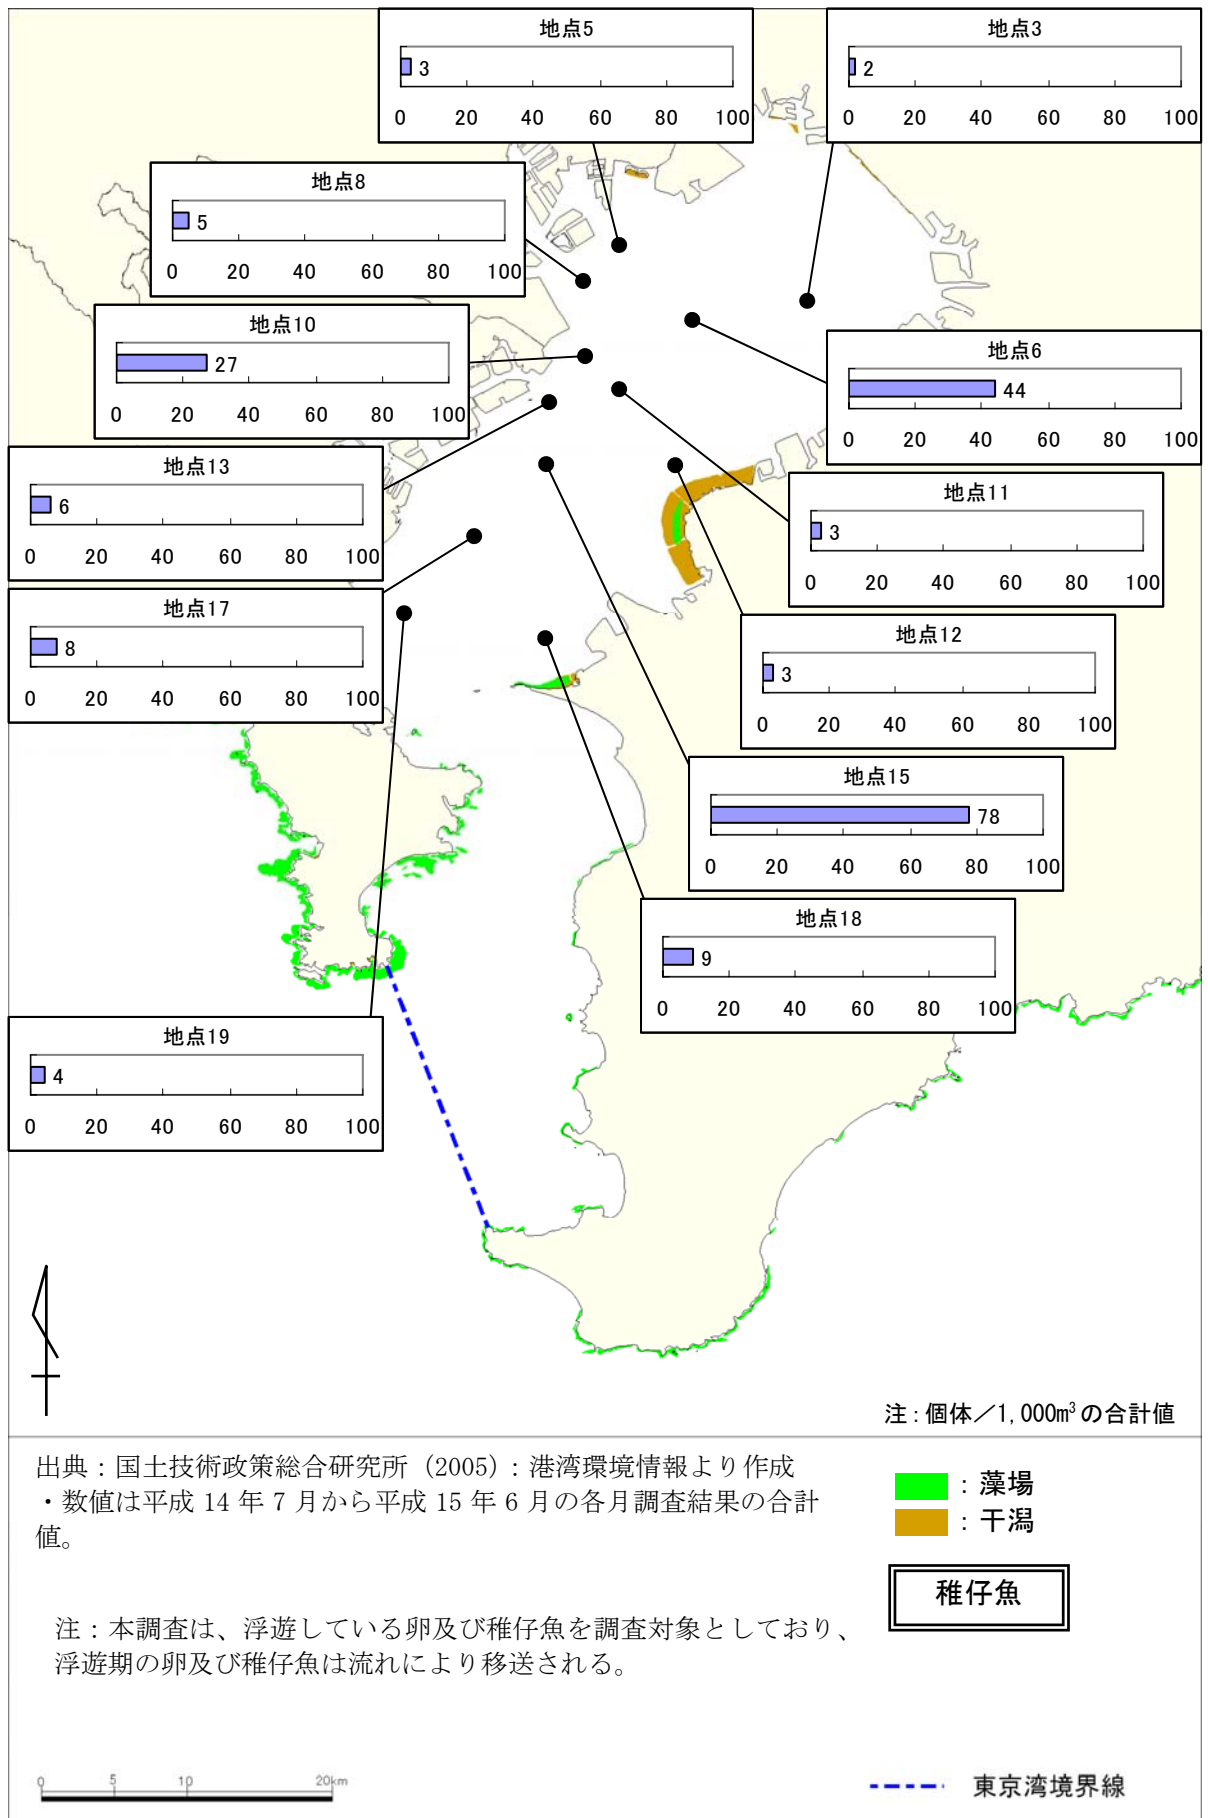 地点5
3
0 20 40 60 80 100
地点3
2
0 20 40 60 80 100
地点8
5
0 20 40 60 80 100
地点10
27
0 20 40 60 80 100
地点6
44
0 20 40 60 80 100
地点13
6
0 20 40 60 80 100
地点11
3
0 20 40 60 80 100
地点17
8
0 20 40 60 80 100
地点12
3
0 20 40 60 80 100
地点15
78
0 20 40 60 80 100
地点18
9
0 20 40 60 80 100
地点19
4
0 20 40 60 80 100
注:個体／1,000m³の合計値
出典：国土技術政策総合研究所（2005）：港湾環境情報より作成
・数値は平成 14 年 7 月から平成 15 年 6 月の各月調査結果の合計
値。
：藻場
：干潟
稚仔魚
注：本調査は、浮遊している卵及び稚仔魚を調査対象としており、
浮遊期の卵及び稚仔魚は流れにより移送される。
0 5 10 20km
東京湾境界線